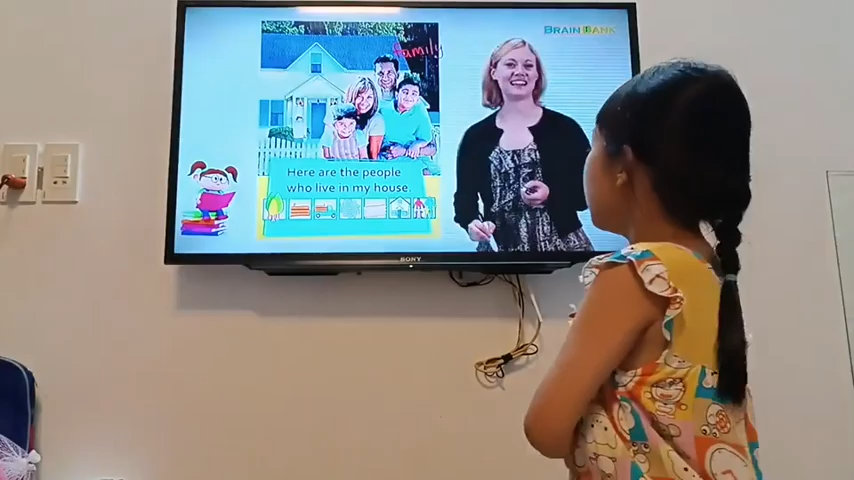 BRAIN BANK
family
Here are the people
who live in my house.
SONY